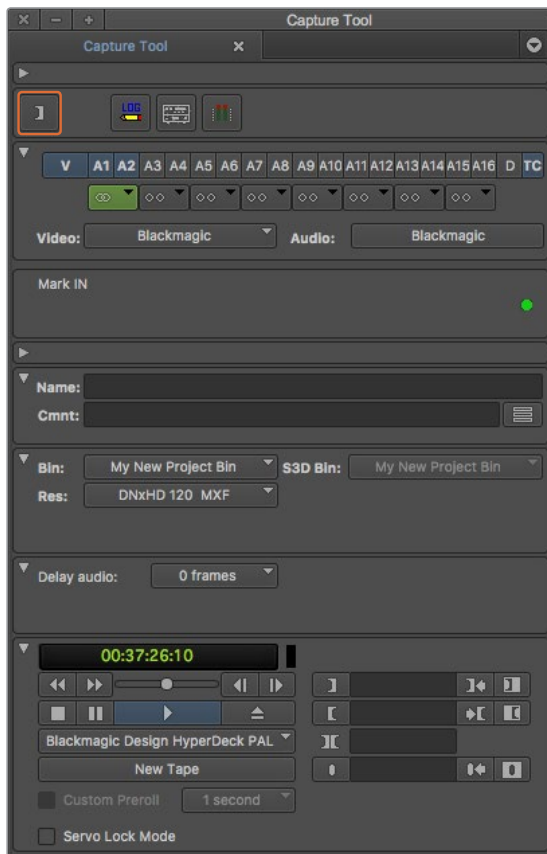 Capture Tool
Capture Tool
LOG
V A1 A2 A3 A4 A5 A6 A7 A8 A9 A10 A11 A12 A13 A14 A15 A16 D TC
Video: Blackmagic Audio: Blackmagic
Mark IN
Name:
Cmnt:
Bin: My New Project Bin S3D Bin: My New Project Bin
Res: DNxHD 120 MXF
Delay audio: 0 frames
00:37:26:10
Blackmagic Design HyperDeck PAL
New Tape
Custom Preroll 1 second
Servo Lock Mode